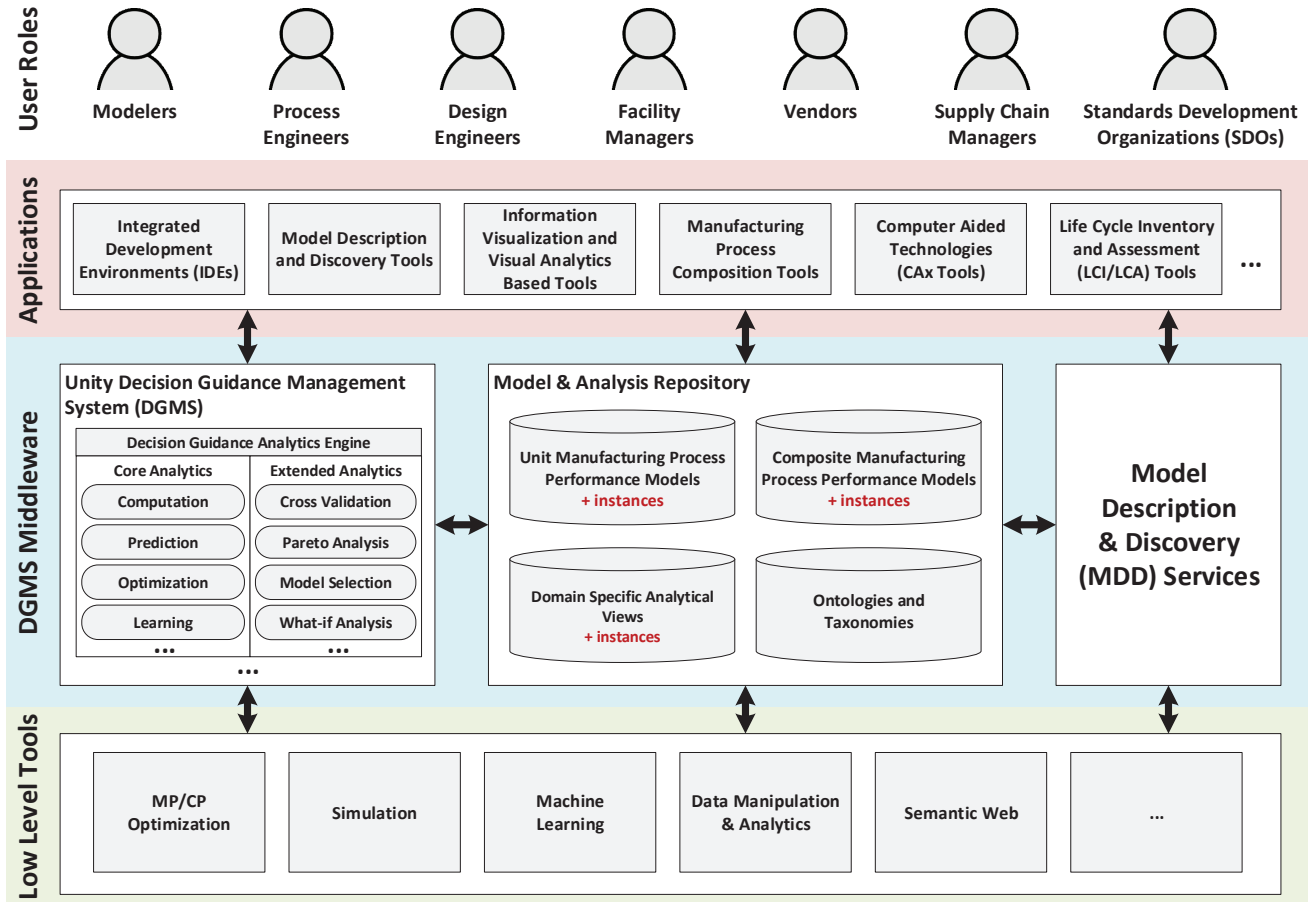 User Roles
Modelers
Process
Engineers
Design
Engineers
Facility
Managers
Vendors
Supply Chain
Managers
Standards Development
Organizations (SDOs)
Applications
Integrated
Development
Environments (IDEs)
Model Description
and Discovery Tools
Information
Visualization and
Visual Analytics
Based Tools
Manufacturing
Process
Composition Tools
Computer Aided
Technologies
(CAx Tools)
Life Cycle Inventory
and Assessment
(LCI/LCA) Tools
...
DGMS Middleware
Unity Decision Guidance Management
System (DGMS)
Decision Guidance Analytics Engine
Core Analytics
Computation
Prediction
Optimization
Learning
...
Extended Analytics
Cross Validation
Pareto Analysis
Model Selection
What-if Analysis
...
...
Model & Analysis Repository
Unit Manufacturing Process
Performance Models
+ instances
Composite Manufacturing
Process Performance Models
+ instances
Domain Specific Analytical
Views
+ instances
Ontologies and
Taxonomies
Model
Description
& Discovery
(MDD) Services
Low Level Tools
MP/CP
Optimization
Simulation
Machine
Learning
Data Manipulation
& Analytics
Semantic Web
...